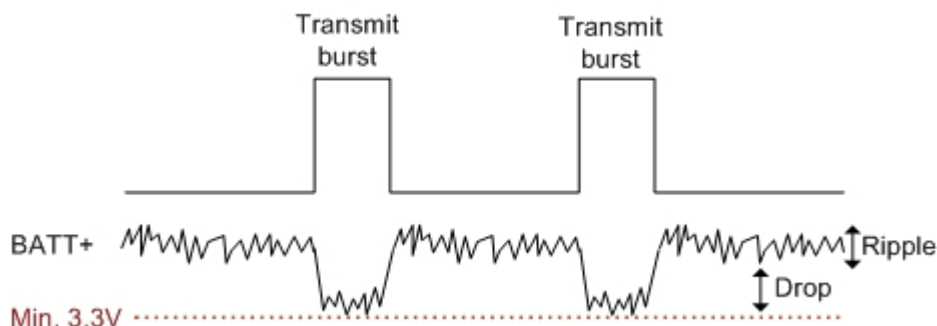 Transmit
burst
Transmit
burst
BATT+
Ripple
Drop
Min. 3.3V